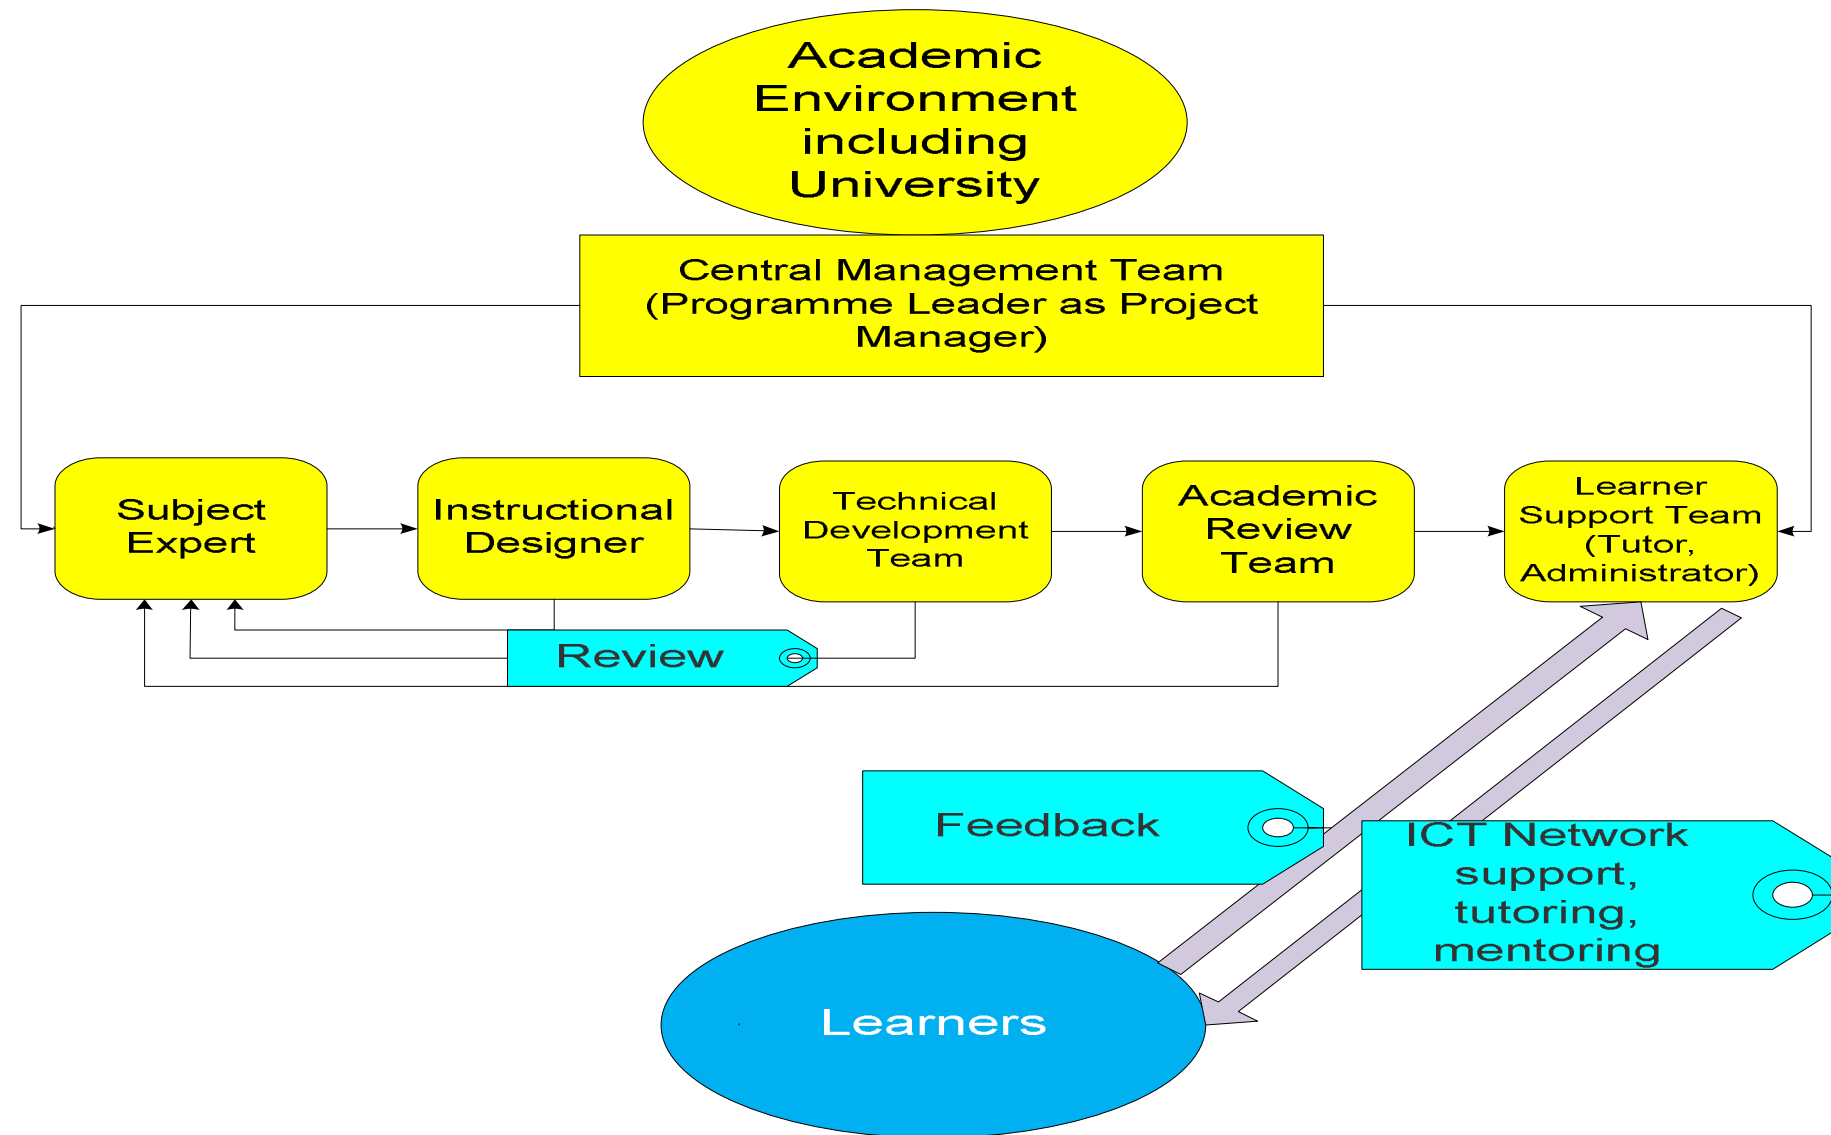 Academic
Environment
including
University
Central Management Team
(Programme Leader as Project
Manager)
Subject
Expert
Instructional
Designer
Technical
Development
Team
Academic
Review
Team
Learner
Support Team
(Tutor,
Administrator)
Review
Feedback
ICT Network
support,
tutoring,
mentoring
Learners